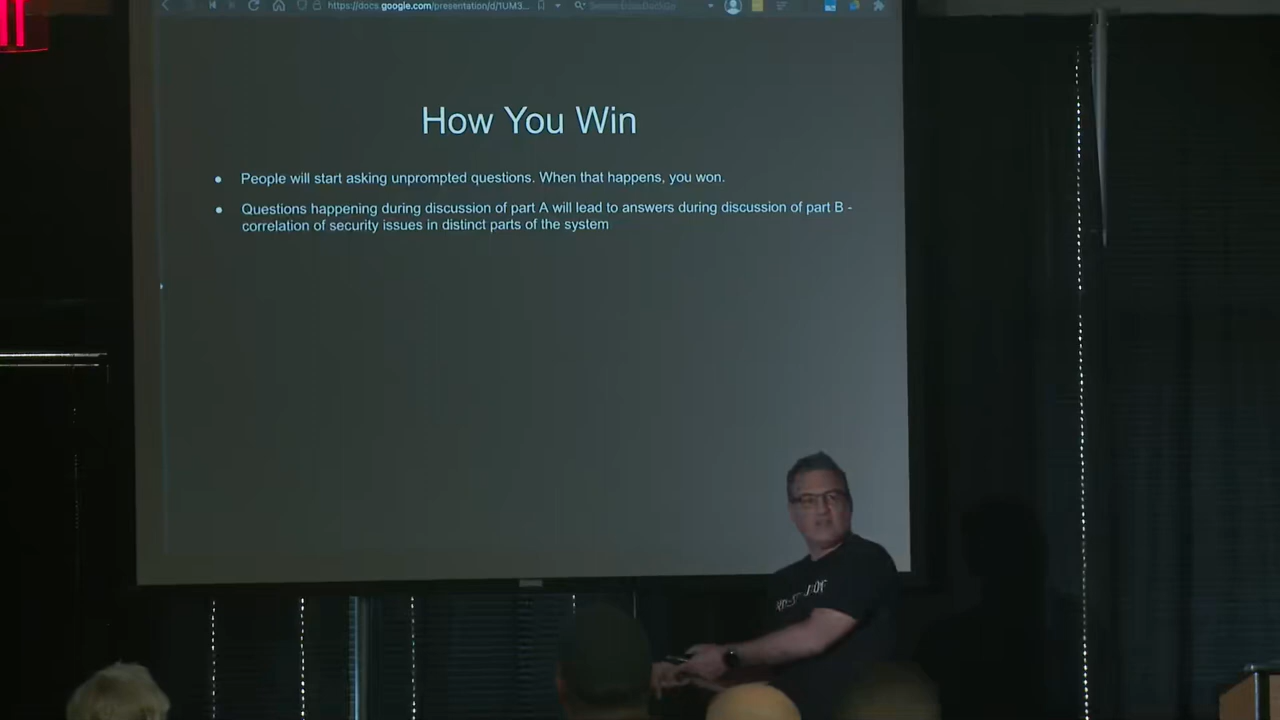 https://docs.google.com/presentation/d/1UM3...
How You Win
● People will start asking unprompted questions. When that happens, you won.
● Questions happening during discussion of part A will lead to answers during discussion of part B -
correlation of security issues in distinct parts of the system